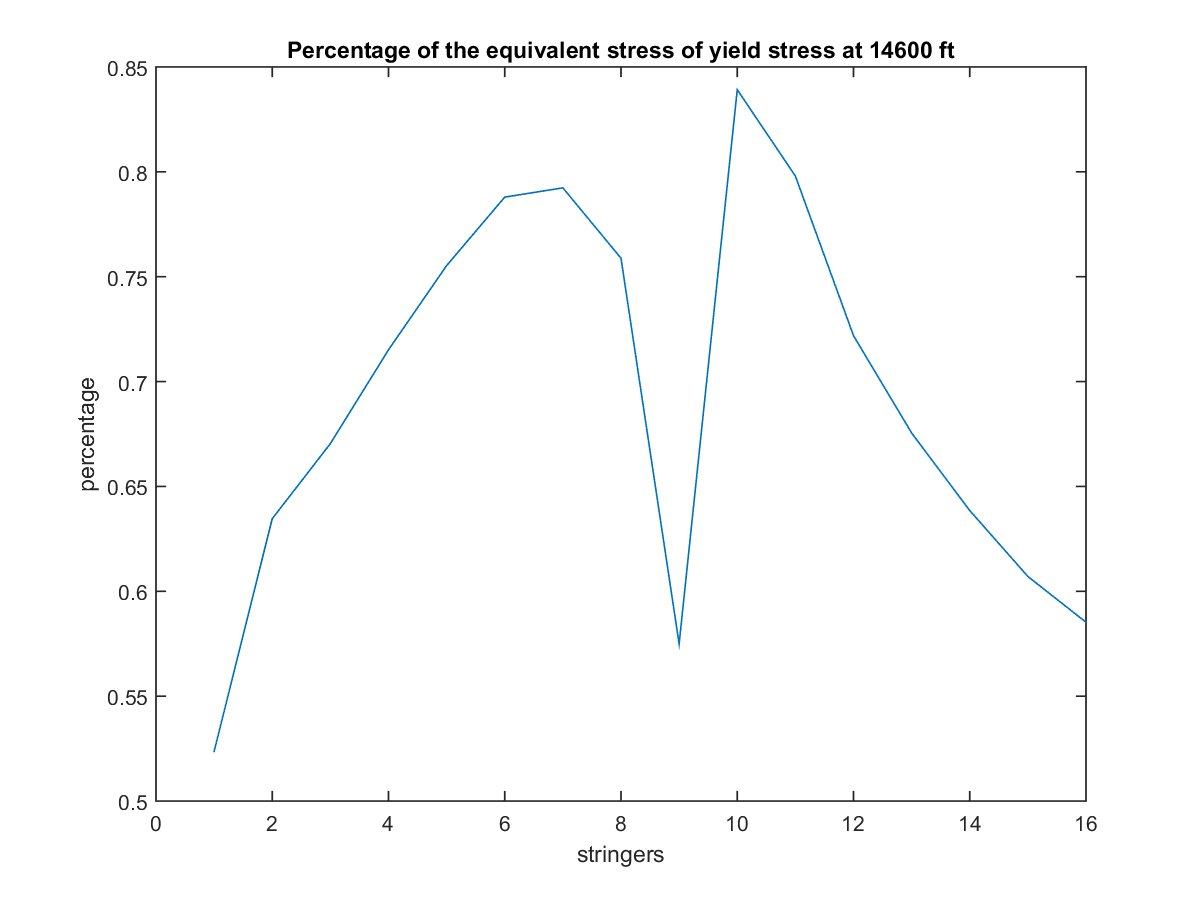 Percentage of the equivalent stress of yield stress at 14600 ft
0.85
0.8
0.75
0.7
0.65
0.6
0.55
0.5
percentage
0 2 4 6 8 10 12 14 16
stringers